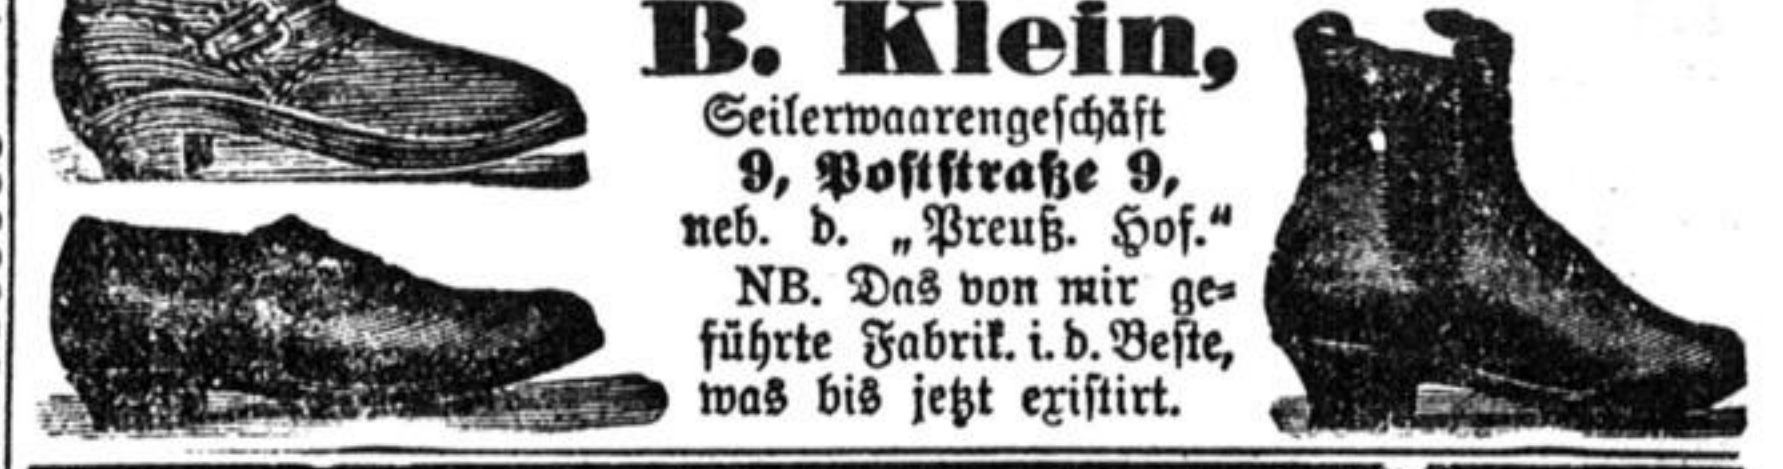 B. Klein,
Seilerwaarengeschäft
9, Poststraße 9,
neb. d. „Preuß. Hof.“
NB. Das von mir ge=
führte Fabrik. i. d. Beste,
was bis jetzt existirt.